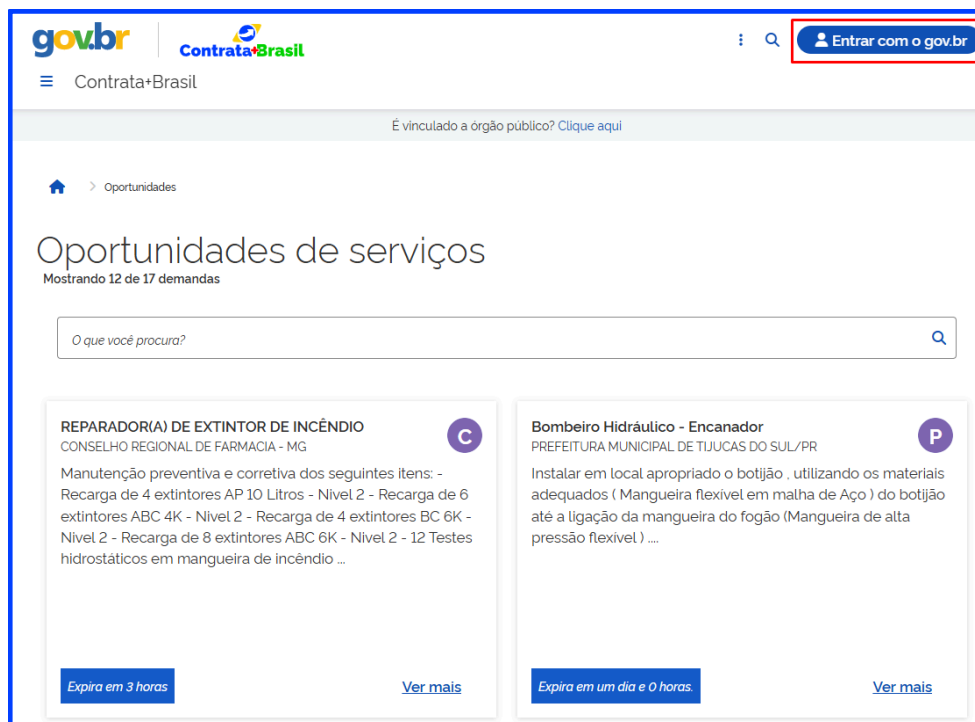 gov.br
Contrata+Brasil
Entrar com o gov.br
Contrata+Brasil
É vinculado a órgão público? Clique aqui
Oportunidades
Oportunidades de serviços
Mostrando 12 de 17 demandas
O que você procura?
REPARADOR(A) DE EXTINTOR DE INCÊNDIO
C
CONSELHO REGIONAL DE FARMACIA - MG
Manutenção preventiva e corretiva dos seguintes itens: -
Recarga de 4 extintores AP 10 Litros - Nivel 2 - Recarga de 6
extintores ABC 4K - Nivel 2 - Recarga de 4 extintores BC 6K -
Nivel 2 - Recarga de 8 extintores ABC 6K - Nivel 2 - 12 Testes
hidrostáticos em mangueira de incêndio ...
Expira em 3 horas
Ver mais
Bombeiro Hidráulico - Encanador
P
PREFEITURA MUNICIPAL DE TIJUCAS DO SUL/PR
Instalar em local apropriado o botijão , utilizando os materiais
adequados ( Mangueira flexível em malha de Aço ) do botijão
até a ligação da mangueira do fogão (Mangueira de alta
pressão flexível ) ....
Expira em um dia e 0 horas.
Ver mais